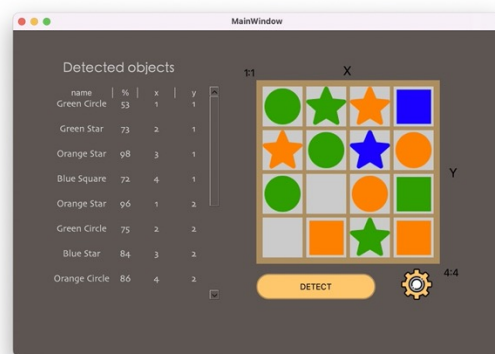 MainWindow
Detected objects
name | % | x | y
Green Circle 53 1 1
Green Star 73 2 1
Orange Star 98 3 1
Blue Square 72 4 1
Orange Star 96 1 2
Green Circle 75 2 2
Blue Star 84 3 2
Orange Circle 86 4 2
1:1
X
Y
4:4
DETECT